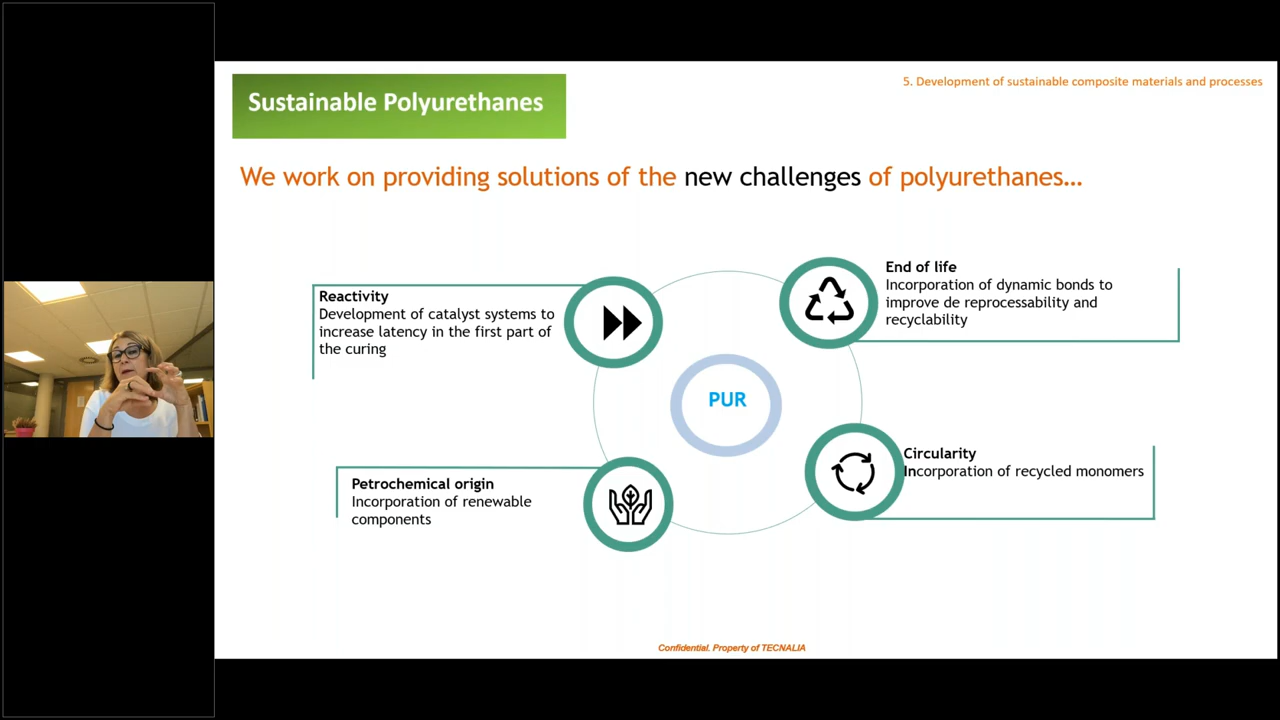 5. Development of sustainable composite materials and processes
Sustainable Polyurethanes
We work on providing solutions of the new challenges of polyurethanes...
Reactivity
Development of catalyst systems to
increase latency in the first part of
the curing
End of life
Incorporation of dynamic bonds to
improve de reprocessability and
recyclability
PUR
Petrochemical origin
Incorporation of renewable
components
Circularity
Incorporation of recycled monomers
Confidential. Property of TECNALIA